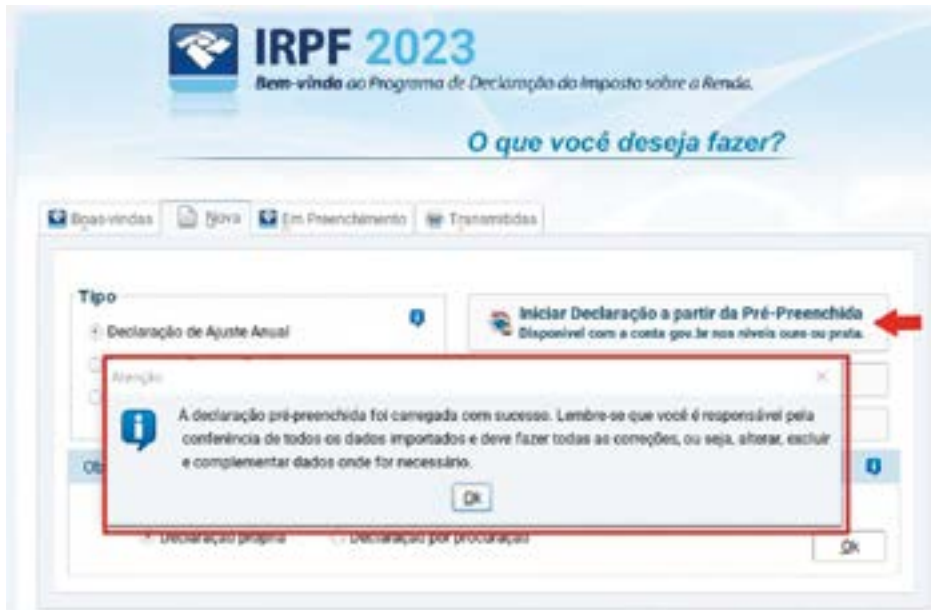 IRPF 2023
Bem-vindo ao Programa de Declaração do Imposto sobre a Renda.
O que você deseja fazer?
Boas-vindas Nova Em Preenchimento Transmitidas
Tipo
Declaração de Ajuste Anual
Iniciar Declaração a partir da Pré-Preenchida
Disponível com a conta gov.br nos níveis ouro ou prata.
Atenção
A declaração pré-preenchida foi carregada com sucesso. Lembre-se que você é responsável pela
conferência de todos os dados importados e deve fazer todas as correções, ou seja, alterar, excluir
e complementar dados onde for necessário.
Ok
Declaração própria Declaração por procuração
Ok